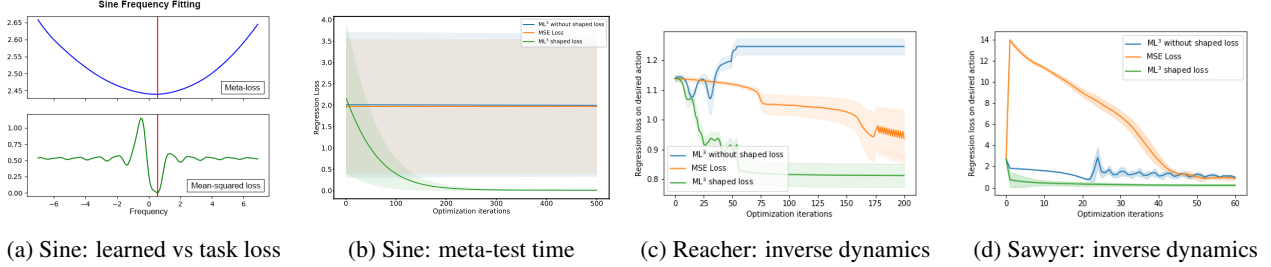 Sine Frequency Fitting
2.65
2.60
2.55
2.50
2.45
Meta-loss
1.00
0.75
0.50
0.25
0.00
Mean-squared loss
−6 −4 −2 0 2 4 6
Frequency
4.0
3.5
3.0
2.5
2.0
1.5
1.0
0.5
0.0
Regression Loss
ML³ without shaped loss
MSE Loss
ML³ shaped loss
0 100 200 300 400 500
Optimization iterations
1.2
1.1
1.0
0.9
0.8
Regression loss on desired action
ML³ without shaped loss
MSE Loss
ML³ shaped loss
0 25 50 75 100 125 150 175 200
Optimization iterations
14
12
10
8
6
4
2
0
Regression loss on desired action
ML³ without shaped loss
MSE Loss
ML³ shaped loss
0 10 20 30 40 50 60
Optimization iterations
(a) Sine: learned vs task loss
(b) Sine: meta-test time
(c) Reacher: inverse dynamics
(d) Sawyer: inverse dynamics